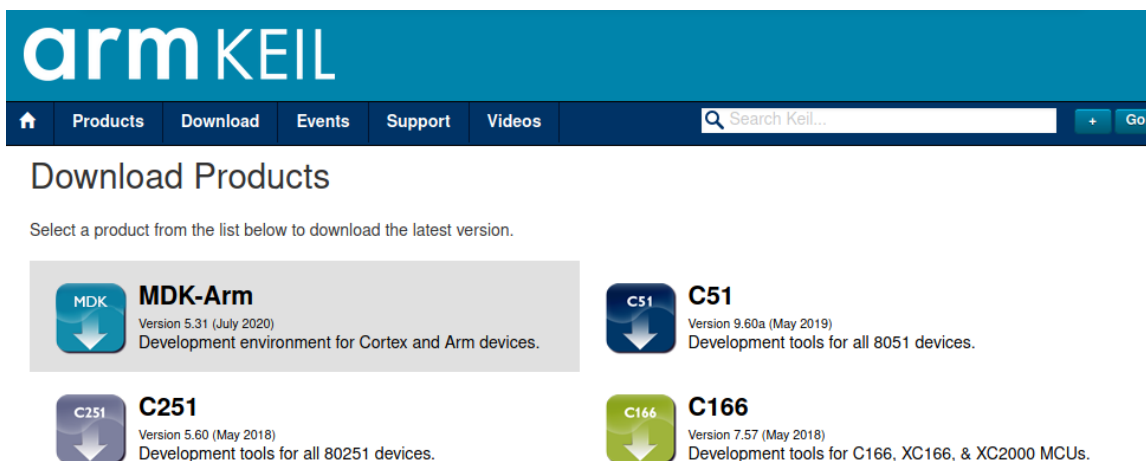 arm KEIL
Products Download Events Support Videos Search Keil... + Go
Download Products
Select a product from the list below to download the latest version.
MDK
MDK-Arm
Version 5.31 (July 2020)
Development environment for Cortex and Arm devices.
C51
C51
Version 9.60a (May 2019)
Development tools for all 8051 devices.
C251
C251
Version 5.60 (May 2018)
Development tools for all 80251 devices.
C166
C166
Version 7.57 (May 2018)
Development tools for C166, XC166, & XC2000 MCUs.